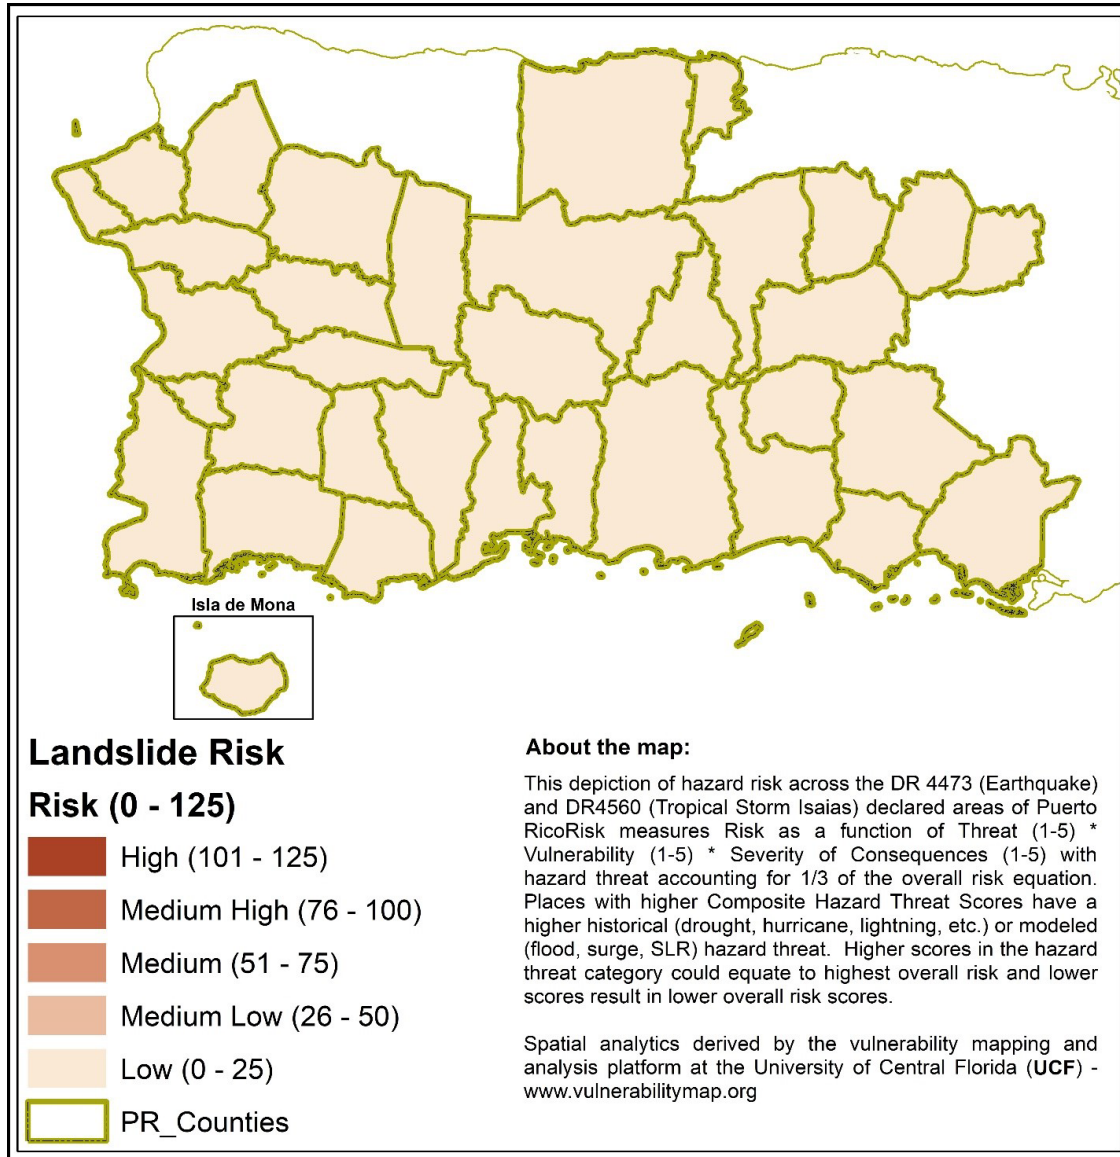 Isla de Mona
Landslide Risk
Risk (0 - 125)
High (101 - 125)
Medium High (76 - 100)
Medium (51 - 75)
Medium Low (26 - 50)
Low (0 - 25)
PR_Counties
About the map:
This depiction of hazard risk across the DR 4473 (Earthquake)
and DR4560 (Tropical Storm Isaias) declared areas of Puerto
RicoRisk measures Risk as a function of Threat (1-5) *
Vulnerability (1-5) * Severity of Consequences (1-5) with
hazard threat accounting for 1/3 of the overall risk equation.
Places with higher Composite Hazard Threat Scores have a
higher historical (drought, hurricane, lightning, etc.) or modeled
(flood, surge, SLR) hazard threat. Higher scores in the hazard
threat category could equate to highest overall risk and lower
scores result in lower overall risk scores.
Spatial analytics derived by the vulnerability mapping and
analysis platform at the University of Central Florida (UCF) -
www.vulnerabilitymap.org